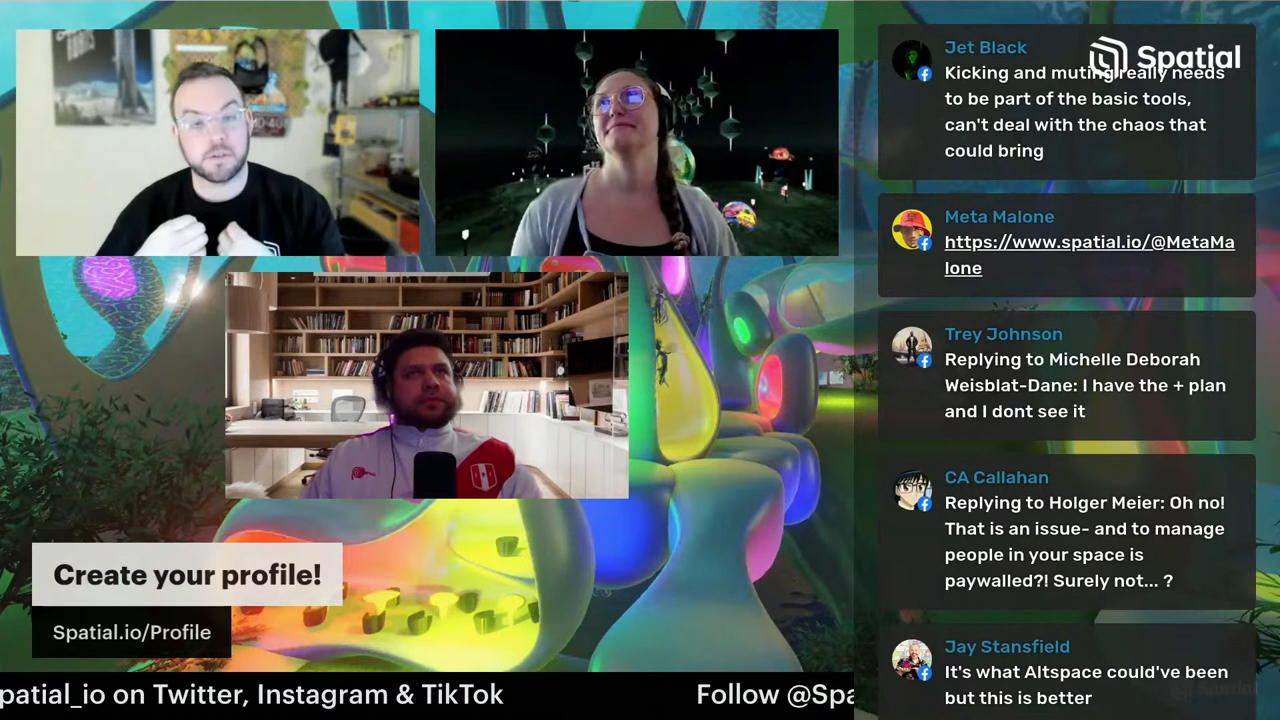 Spatial
Jet Black
Kicking and muting really needs
to be part of the basic tools,
can't deal with the chaos that
could bring
Meta Malone
https://www.spatial.io/@MetaMa
lone
Trey Johnson
Replying to Michelle Deborah
Weisblat-Dane: I have the + plan
and I dont see it
CA Callahan
Replying to Holger Meier: Oh no!
That is an issue- and to manage
people in your space is
paywalled?! Surely not... ?
Jay Stansfield
It's what Altspace could've been
but this is better
Create your profile!
Spatial.io/Profile
patial_io on Twitter, Instagram & TikTok
Follow @Spa